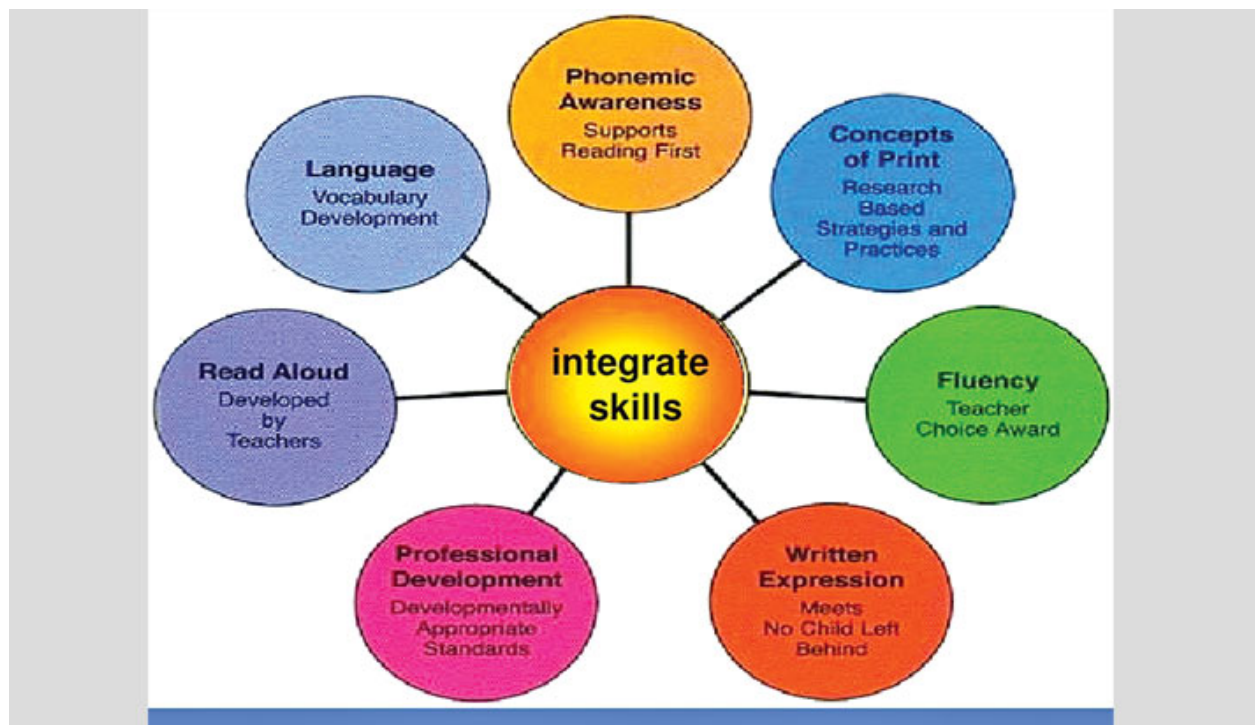 Phonemic
Awareness
Supports
Reading First
Concepts
of Print
Research
Based
Strategies and
Practices
Fluency
Teacher
Choice Award
Written
Expression
Meets
No Child Left
Behind
Professional
Development
Developmentally
Appropriate
Standards
Read Aloud
Developed
by
Teachers
Language
Vocabulary
Development
integrate
skills